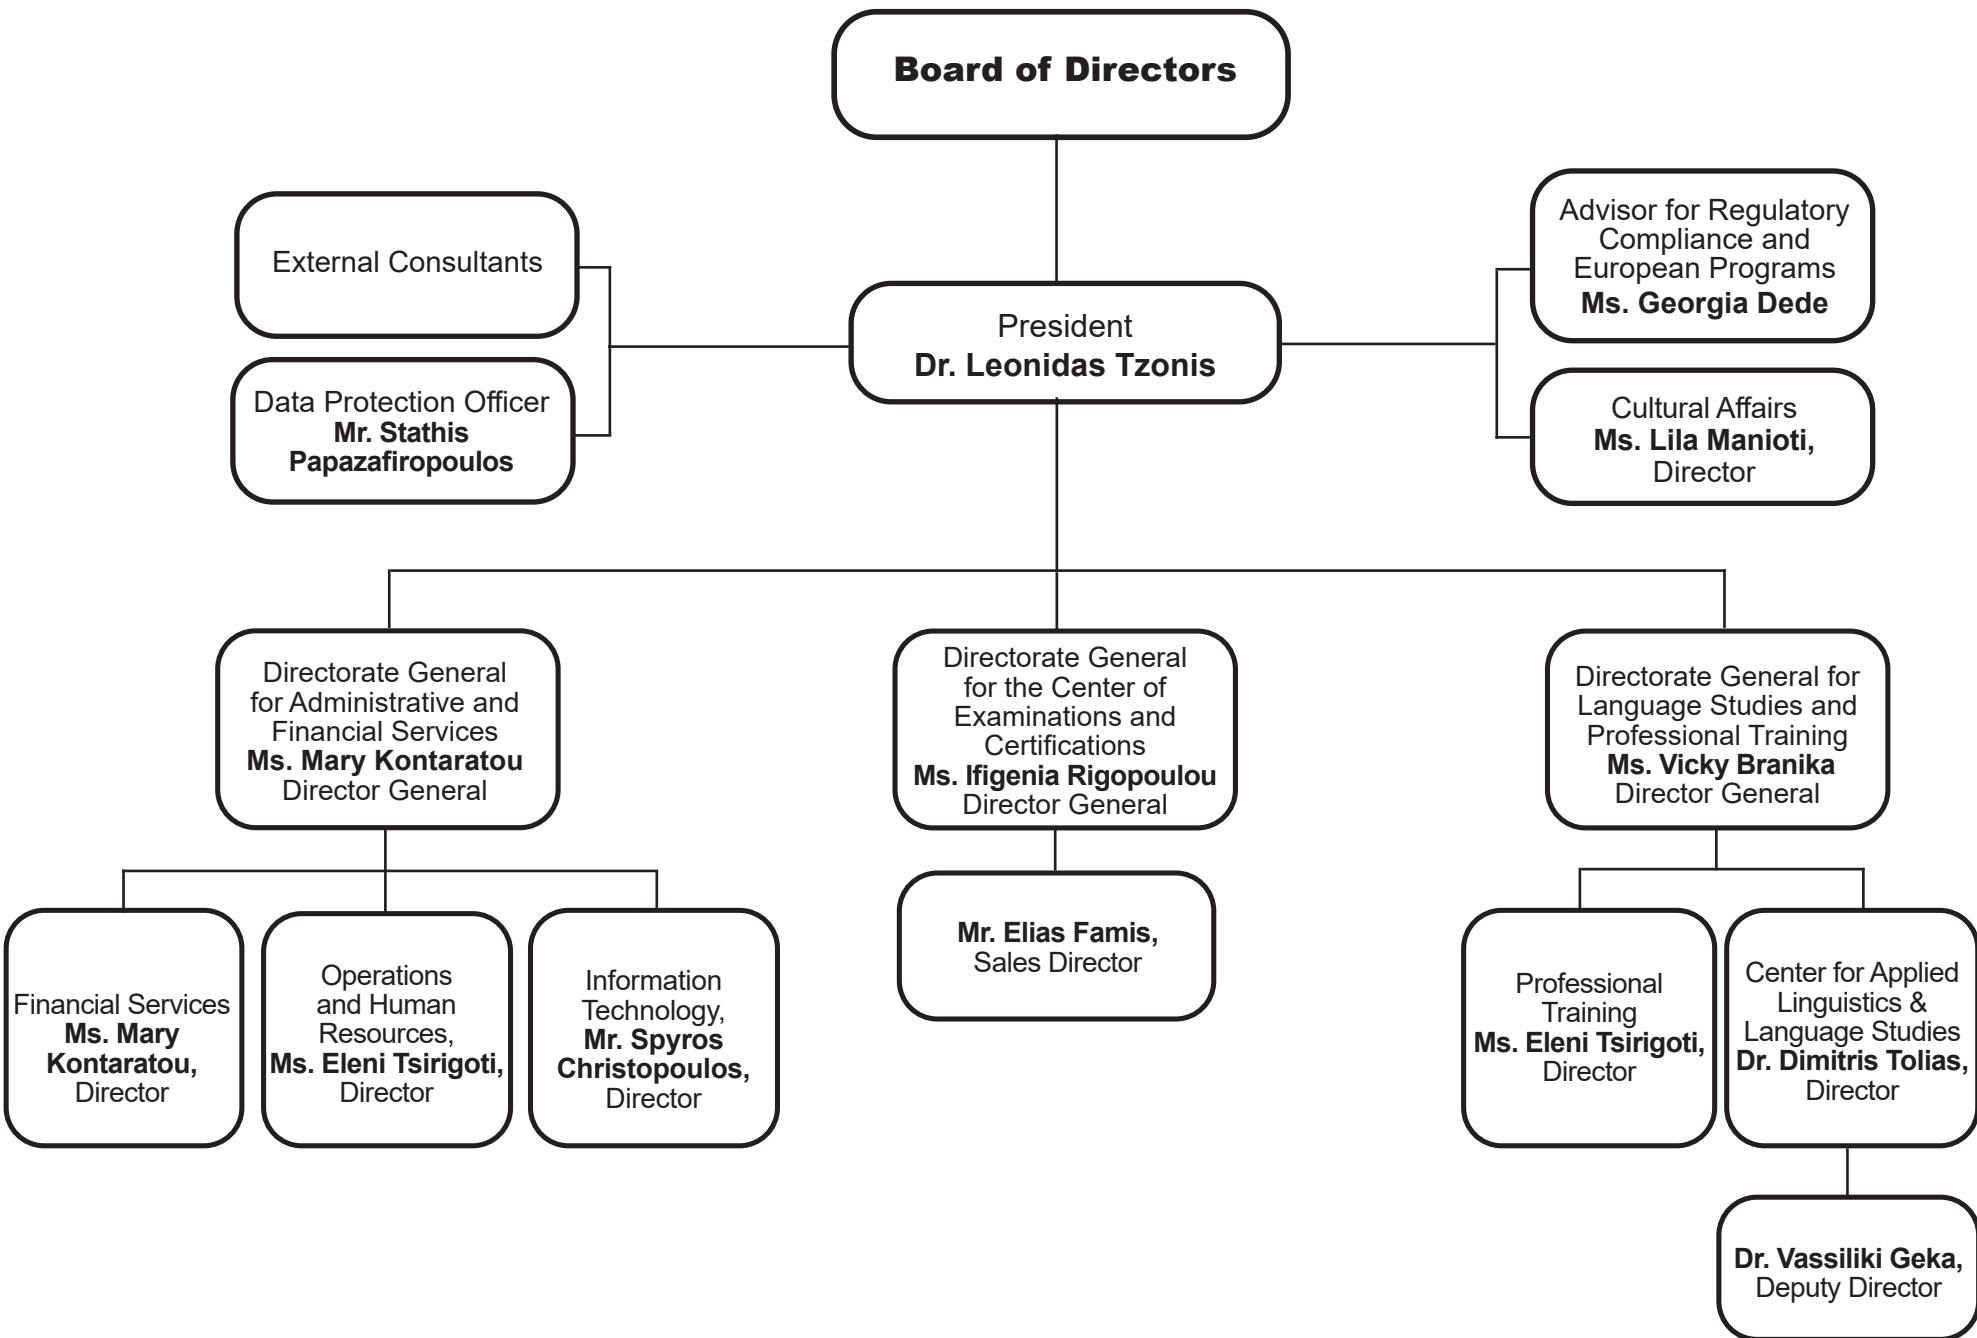 Board of Directors
External Consultants
Data Protection Officer
Mr. Stathis
Papazafiropoulos
President
Dr. Leonidas Tzonis
Advisor for Regulatory
Compliance and
European Programs
Ms. Georgia Dede
Cultural Affairs
Ms. Lila Manioti,
Director
Directorate General
for Administrative and
Financial Services
Ms. Mary Kontaratou
Director General
Directorate General
for the Center of
Examinations and
Certifications
Ms. Ifigenia Rigopoulou
Director General
Directorate General for
Language Studies and
Professional Training
Ms. Vicky Branika
Director General
Financial Services
Ms. Mary
Kontaratou,
Director
Operations
and Human
Resources,
Ms. Eleni Tsirigoti,
Director
Information
Technology,
Mr. Spyros
Christopoulos,
Director
Mr. Elias Famis,
Sales Director
Professional
Training
Ms. Eleni Tsirigoti,
Director
Center for Applied
Linguistics &
Language Studies
Dr. Dimitris Tolias,
Director
Dr. Vassiliki Geka,
Deputy Director